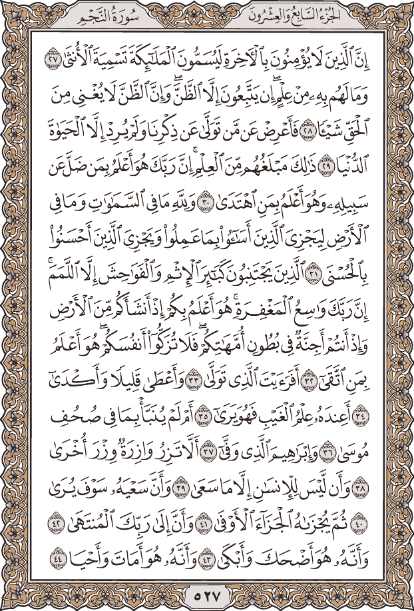 الجزء السابع والعشرون
سورة النجم
إِنَّ ٱلَّذِينَ لَا يُؤْمِنُونَ بِٱلْأَخِرَةِ لَيُسَمُّونَ ٱلْمَلَٰٓئِكَةَ تَسْمِيَةَ ٱلْأُنثَىٰ ٢٧
وَمَا لَهُم بِهِۦ مِنْ عِلْمٍ ۖ إِن يَتَّبِعُونَ إِلَّا ٱلظَّنَّ ۖ وَإِنَّ ٱلظَّنَّ لَا يُغْنِى مِنَ
ٱلْحَقِّ شَيْـًٔا ٢٨ فَأَعْرِضْ عَن مَّن تَوَلَّىٰ عَن ذِكْرِنَا وَلَمْ يُرِدْ إِلَّا ٱلْحَيَوٰةَ
ٱلدُّنْيَا ٢٩ ذَٰلِكَ مَبْلَغُهُم مِّنَ ٱلْعِلْمِ ۚ إِنَّ رَبَّكَ هُوَ أَعْلَمُ بِمَن ضَلَّ عَن
سَبِيلِهِۦ وَهُوَ أَعْلَمُ بِمَنِ ٱهْتَدَىٰ ٣٠ وَلِلَّهِ مَا فِى ٱلسَّمَٰوَٰتِ وَمَا فِى
ٱلْأَرْضِ لِيَجْزِىَ ٱلَّذِينَ أَسَٰٓـُٔوا۟ بِمَا عَمِلُوا۟ وَيَجْزِىَ ٱلَّذِينَ أَحْسَنُوا۟
بِٱلْحُسْنَى ٣١ ٱلَّذِينَ يَجْتَنِبُونَ كَبَٰٓئِرَ ٱلْإِثْمِ وَٱلْفَوَٰحِشَ إِلَّا ٱللَّمَمَ ۚ
إِنَّ رَبَّكَ وَٰسِعُ ٱلْمَغْفِرَةِ ۚ هُوَ أَعْلَمُ بِكُمْ إِذْ أَنشَأَكُم مِّنَ ٱلْأَرْضِ
وَإِذْ أَنتُمْ أَجِنَّةٌ فِى بُطُونِ أُمَّهَٰتِكُمْ ۖ فَلَا تُزَكُّوٓا۟ أَنفُسَكُمْ ۖ هُوَ أَعْلَمُ
بِمَنِ ٱتَّقَىٰٓ ٣٢ أَفَرَءَيْتَ ٱلَّذِى تَوَلَّىٰ ٣٣ وَأَعْطَىٰ قَلِيلًا وَأَكْدَىٰٓ
٣٤ أَعِندَهُۥ عِلْمُ ٱلْغَيْبِ فَهُوَ يَرَىٰٓ ٣٥ أَمْ لَمْ يُنَبَّأْ بِمَا فِى صُحُفِ
مُوسَىٰ ٣٦ وَإِبْرَٰهِيمَ ٱلَّذِى وَفَّىٰٓ ٣٧ أَلَّا تَزِرُ وَازِرَةٌ وِزْرَ أُخْرَىٰ
٣٨ وَأَن لَّيْسَ لِلْإِنسَٰنِ إِلَّا مَا سَعَىٰ ٣٩ وَأَنَّ سَعْيَهُۥ سَوْفَ يُرَىٰ
٤٠ ثُمَّ يُجْزَىٰهُ ٱلْجَزَآءَ ٱلْأَوْفَىٰ ٤١ وَأَنَّ إِلَىٰ رَبِّكَ ٱلْمُنتَهَىٰ ٤٢
وَأَنَّهُۥ هُوَ أَضْحَكَ وَأَبْكَىٰ ٤٣ وَأَنَّهُۥ هُوَ أَمَاتَ وَأَحْيَا ٤٤
٥٢٧